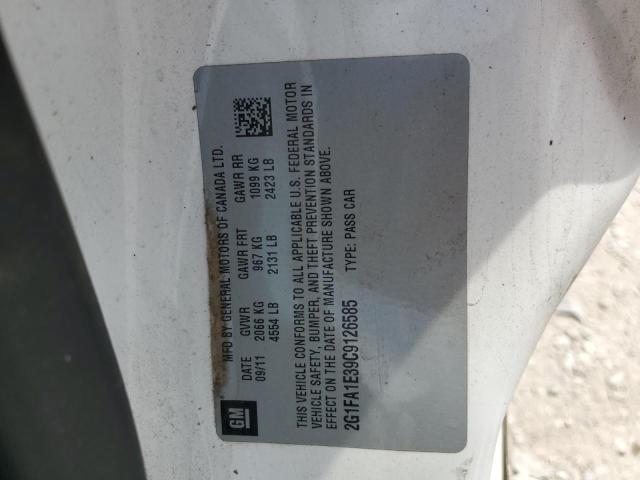 GM
MFD BY GENERAL MOTORS OF CANADA LTD.
DATE GVWR GAWR FRT GAWR RR
09/11 2066 KG 967 KG 1099 KG
4554 LB 2131 LB 2423 LB
THIS VEHICLE CONFORMS TO ALL APPLICABLE U.S. FEDERAL MOTOR
VEHICLE SAFETY, BUMPER, AND THEFT PREVENTION STANDARDS IN
EFFECT ON THE DATE OF MANUFACTURE SHOWN ABOVE.
2G1FA1E39C9126585 TYPE: PASS CAR